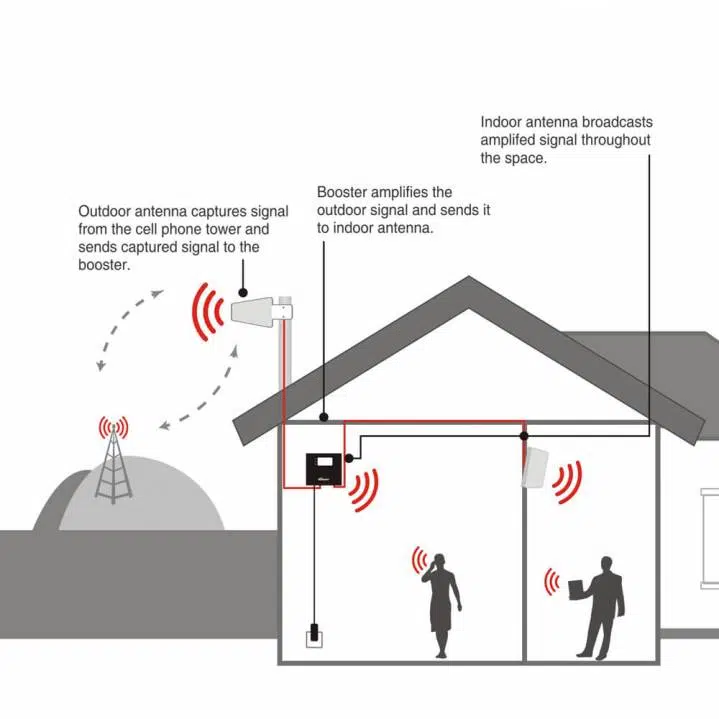 Indoor antenna broadcasts
amplifed signal throughout
the space.
Booster amplifies the
outdoor signal and sends it
to indoor antenna.
Outdoor antenna captures signal
from the cell phone tower and
sends captured signal to the
booster.